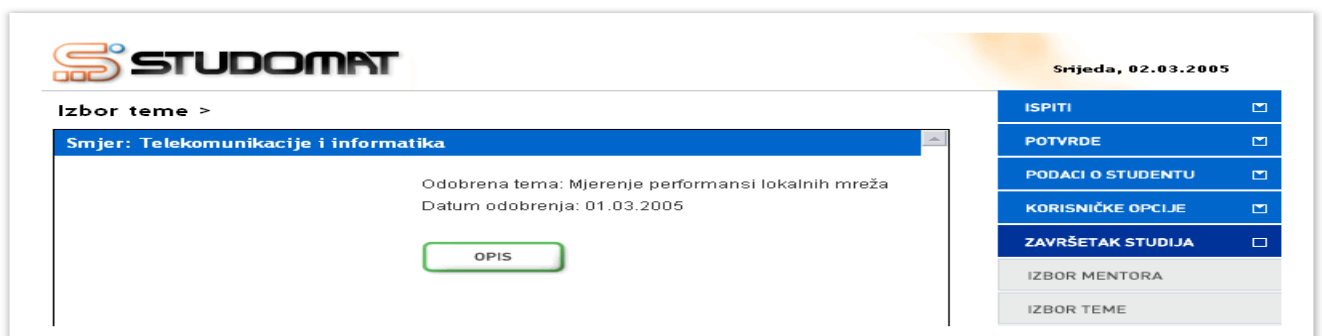 STUDOMAT
Srijeda, 02.03.2005
Izbor teme >
Smjer: Telekomunikacije i informatika
Odobrena tema: Mjerenje performansi lokalnih mreža
Datum odobrenja: 01.03.2005
OPIS
ISPITI
POTVRDE
PODACI O STUDENTU
KORISNIČKE OPCIJE
ZAVRŠETAK STUDIJA
IZBOR MENTORA
IZBOR TEME